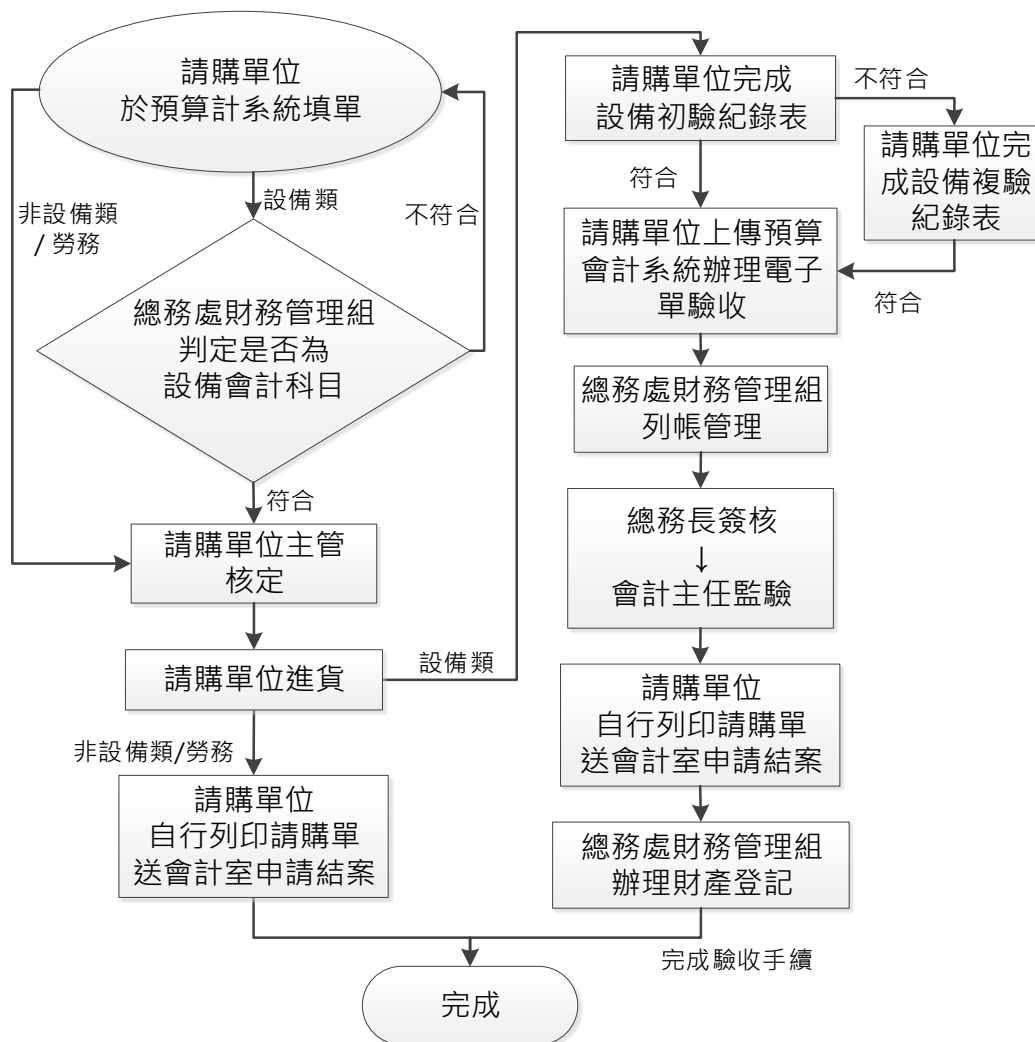 請購單位
於預算計系統填單
非設備類
/ 勞務
設備類
不符合
總務處財務管理組
判定是否為
設備會計科目
符合
請購單位主管
核定
請購單位進貨
設備類
非設備類/勞務
請購單位
自行列印請購單
送會計室申請結案
請購單位完成
設備初驗紀錄表
不符合
符合
請購單位完
成設備複驗
紀錄表
符合
請購單位上傳預算
會計系統辦理電子
單驗收
總務處財務管理組
列帳管理
總務長簽核
↓
會計主任監驗
請購單位
自行列印請購單
送會計室申請結案
總務處財務管理組
辦理財產登記
完成驗收手續
完成